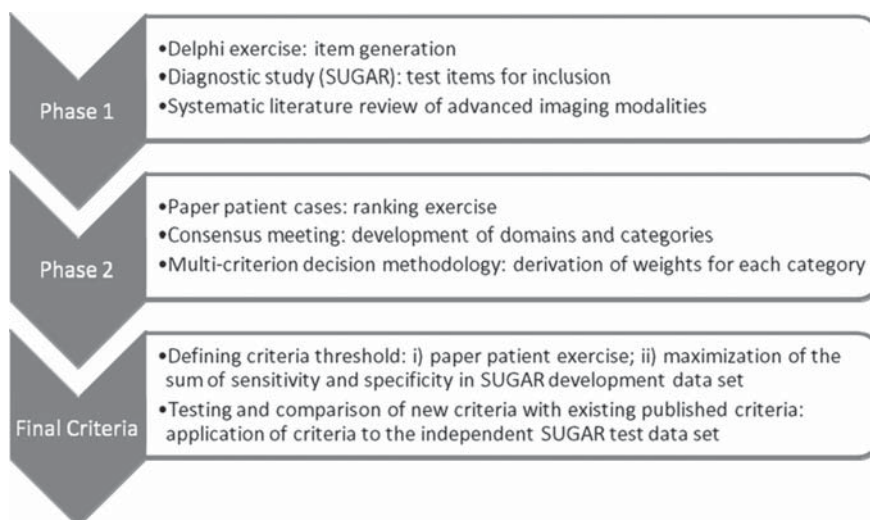 Phase 1
•Delphi exercise: item generation
•Diagnostic study (SUGAR): test items for inclusion
•Systematic literature review of advanced imaging modalities
Phase 2
•Paper patient cases: ranking exercise
•Consensus meeting: development of domains and categories
•Multi-criterion decision methodology: derivation of weights for each category
Final Criteria
•Defining criteria threshold: i) paper patient exercise; ii) maximization of the
sum of sensitivity and specificity in SUGAR development data set
•Testing and comparison of new criteria with existing published criteria:
application of criteria to the independent SUGAR test data set